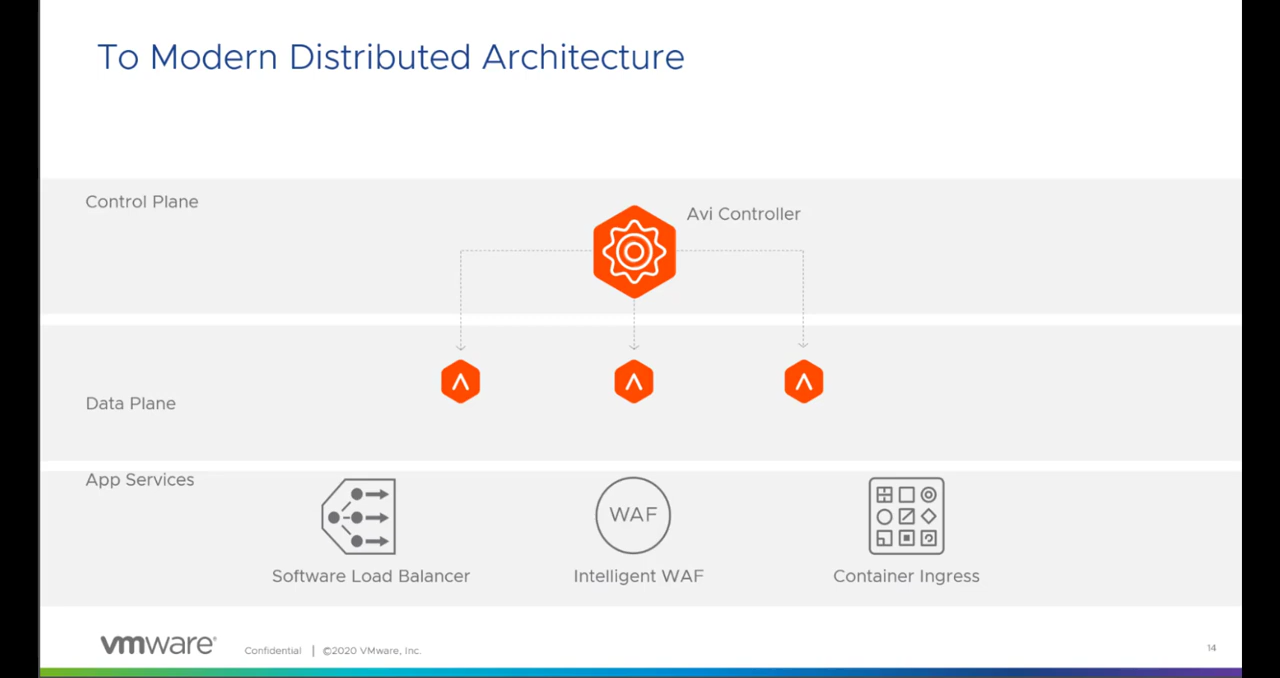 To Modern Distributed Architecture
Control Plane
Avi Controller
Data Plane
App Services
WAF
Software Load Balancer
Intelligent WAF
Container Ingress
vmware®
Confidential | ©2020 VMware, Inc.
14